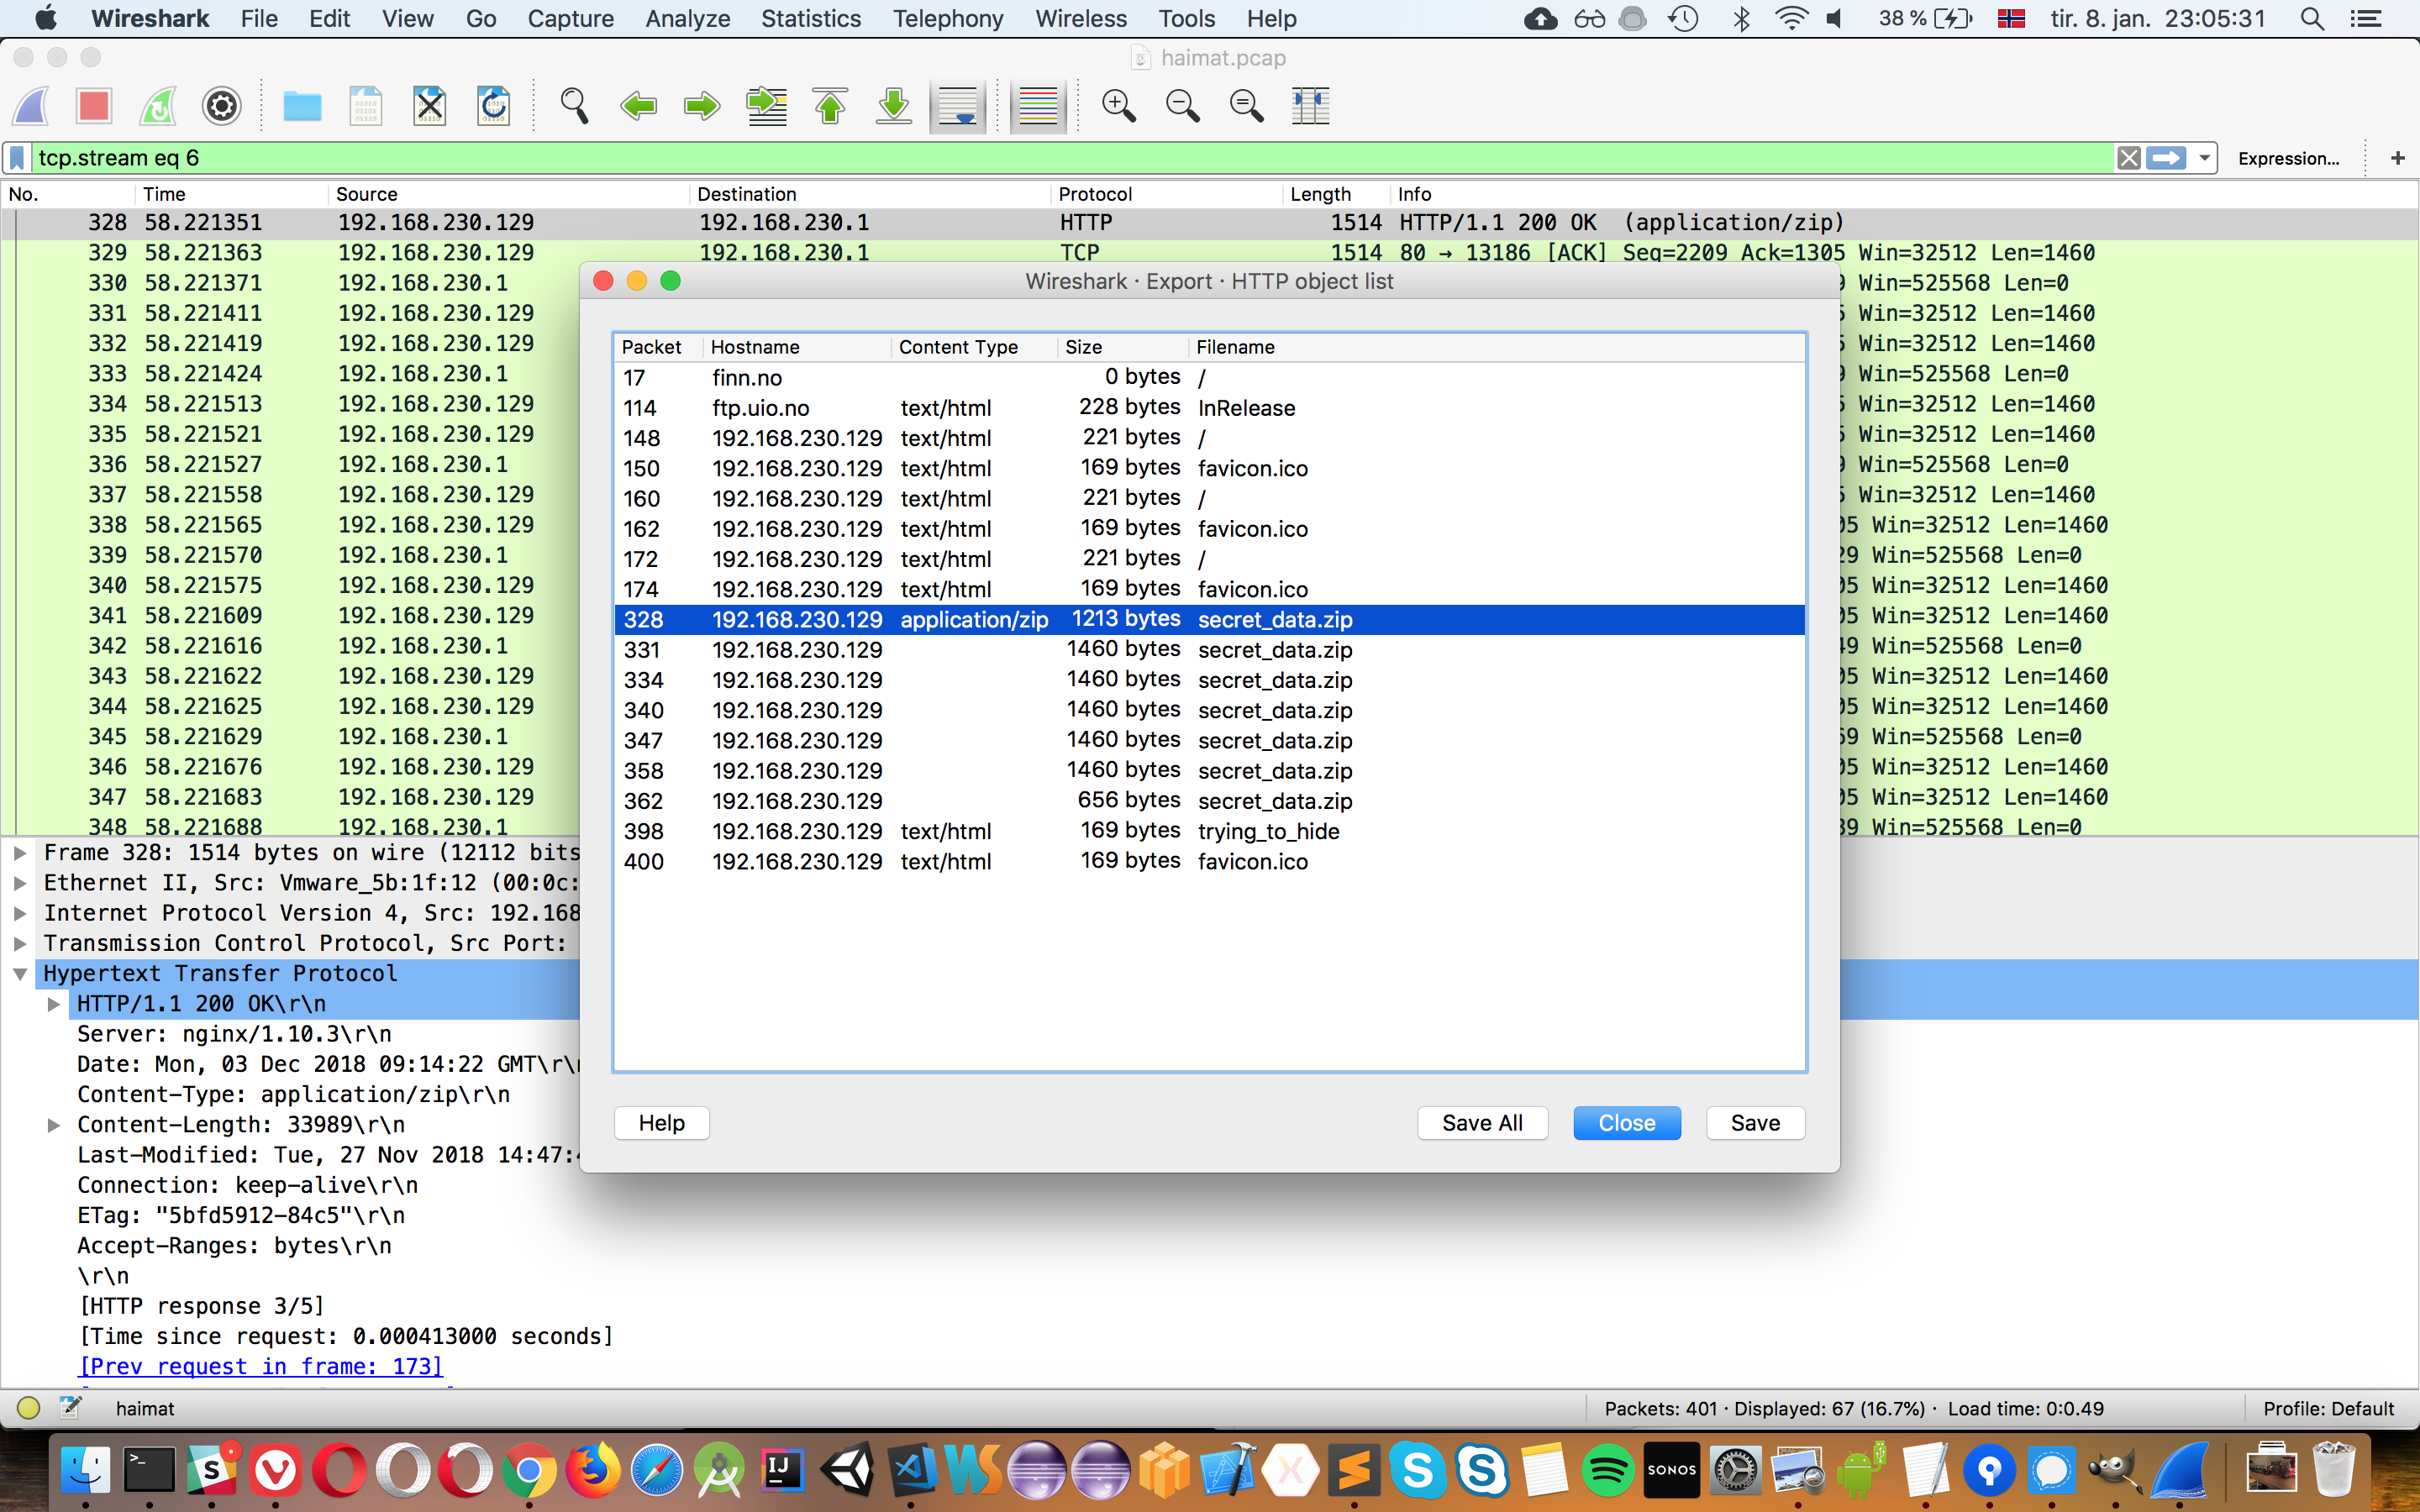 Wireshark File Edit View Go Capture Analyze Statistics Telephony Wireless Tools Help 38 % tir. 8. jan. 23:05:31
haimat.pcap
tcp.stream eq 6 Expression... +
No. Time Source Destination Protocol Length Info
328 58.221351 192.168.230.129 192.168.230.1 HTTP 1514 HTTP/1.1 200 OK (application/zip)
329 58.221363 192.168.230.129 192.168.230.1 TCP 1514 80 → 13186 [ACK] Seq=2209 Ack=1305 Win=32512 Len=1460
330 58.221371 192.168.230.1 Win=525568 Len=0
331 58.221411 192.168.230.129 Win=32512 Len=1460
332 58.221419 192.168.230.129 Win=32512 Len=1460
333 58.221424 192.168.230.1 Win=525568 Len=0
334 58.221513 192.168.230.129 Win=32512 Len=1460
335 58.221521 192.168.230.129 Win=32512 Len=1460
336 58.221527 192.168.230.1 Win=525568 Len=0
337 58.221558 192.168.230.129 Win=32512 Len=1460
338 58.221565 192.168.230.129 05 Win=32512 Len=1460
339 58.221570 192.168.230.1 29 Win=525568 Len=0
340 58.221575 192.168.230.129 05 Win=32512 Len=1460
341 58.221609 192.168.230.129 05 Win=32512 Len=1460
342 58.221616 192.168.230.1 49 Win=525568 Len=0
343 58.221622 192.168.230.129 05 Win=32512 Len=1460
344 58.221625 192.168.230.129 05 Win=32512 Len=1460
345 58.221629 192.168.230.1 69 Win=525568 Len=0
346 58.221676 192.168.230.129 05 Win=32512 Len=1460
347 58.221683 192.168.230.129 05 Win=32512 Len=1460
348 58.221688 192.168.230.1 89 Win=525568 Len=0
Wireshark · Export · HTTP object list
Packet Hostname Content Type Size Filename
17 finn.no 0 bytes /
114 ftp.uio.no text/html 228 bytes InRelease
148 192.168.230.129 text/html 221 bytes /
150 192.168.230.129 text/html 169 bytes favicon.ico
160 192.168.230.129 text/html 221 bytes /
162 192.168.230.129 text/html 169 bytes favicon.ico
172 192.168.230.129 text/html 221 bytes /
174 192.168.230.129 text/html 169 bytes favicon.ico
328 192.168.230.129 application/zip 1213 bytes secret_data.zip
331 192.168.230.129 1460 bytes secret_data.zip
334 192.168.230.129 1460 bytes secret_data.zip
340 192.168.230.129 1460 bytes secret_data.zip
347 192.168.230.129 1460 bytes secret_data.zip
358 192.168.230.129 1460 bytes secret_data.zip
362 192.168.230.129 656 bytes secret_data.zip
398 192.168.230.129 text/html 169 bytes trying_to_hide
400 192.168.230.129 text/html 169 bytes favicon.ico
Help Save All Close Save
Frame 328: 1514 bytes on wire (12112 bits
Ethernet II, Src: Vmware_5b:1f:12 (00:0c:
Internet Protocol Version 4, Src: 192.168
Transmission Control Protocol, Src Port:
Hypertext Transfer Protocol
HTTP/1.1 200 OK\r\n
Server: nginx/1.10.3\r\n
Date: Mon, 03 Dec 2018 09:14:22 GMT\r\n
Content-Type: application/zip\r\n
Content-Length: 33989\r\n
Last-Modified: Tue, 27 Nov 2018 14:47:
Connection: keep-alive\r\n
ETag: "5bfd5912-84c5"\r\n
Accept-Ranges: bytes\r\n
\r\n
[HTTP response 3/5]
[Time since request: 0.000413000 seconds]
[Prev request in frame: 173]
haimat Packets: 401 · Displayed: 67 (16.7%) · Load time: 0:0.49 Profile: Default
SONOS